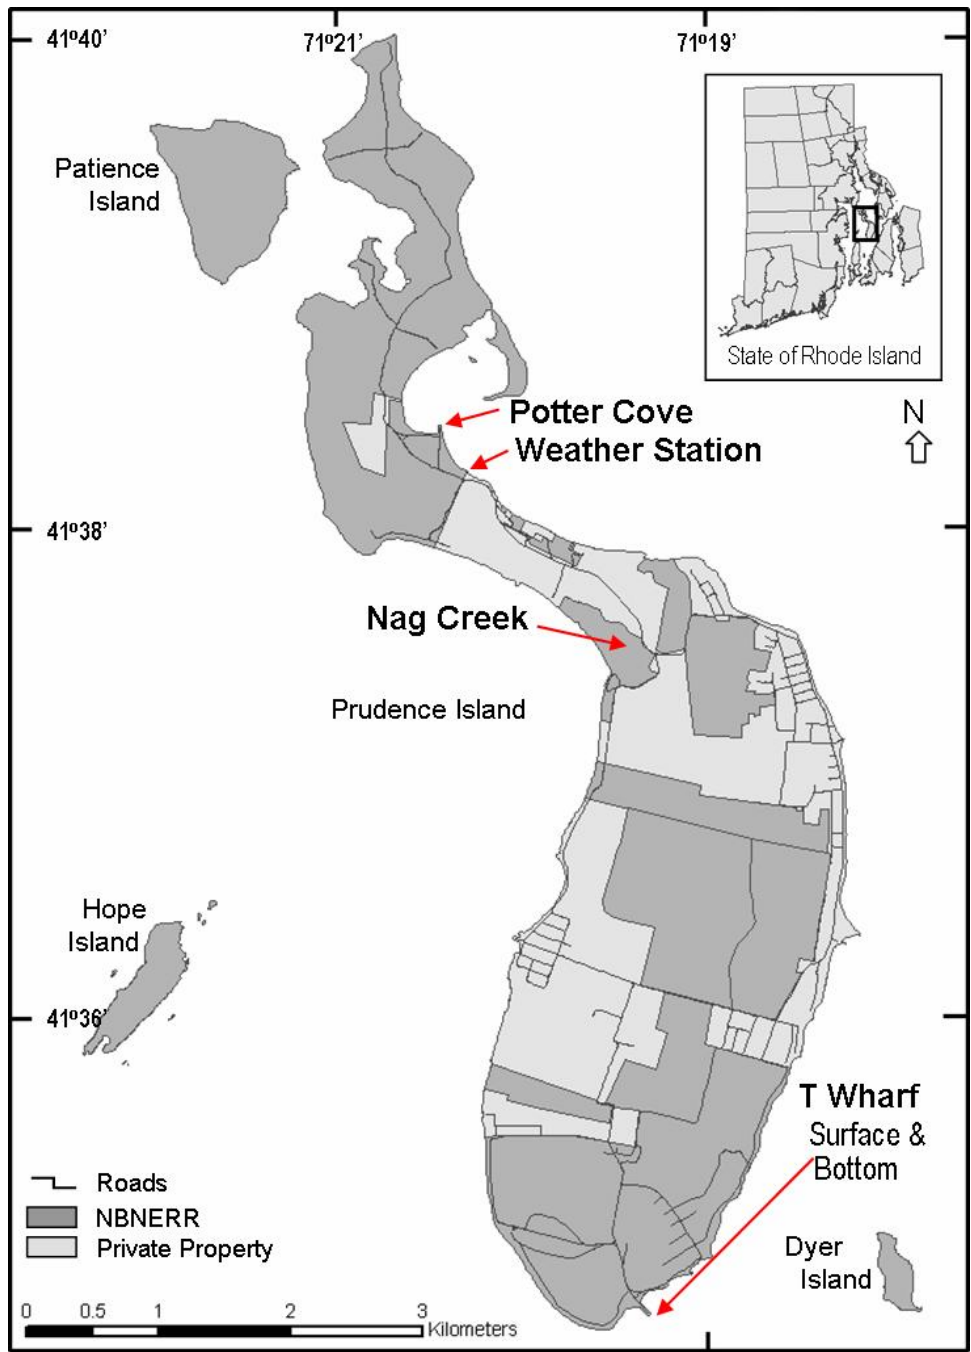 41º40’
71º21’
71º19’
Patience
Island
State of Rhode Island
Potter Cove
Weather Station
N
41º38’
Nag Creek
Prudence Island
Hope
Island
41º36’
T Wharf
Surface &
Bottom
Roads
NBNERR
Private Property
Dyer
Island
0 0.5 1 2 3
Kilometers